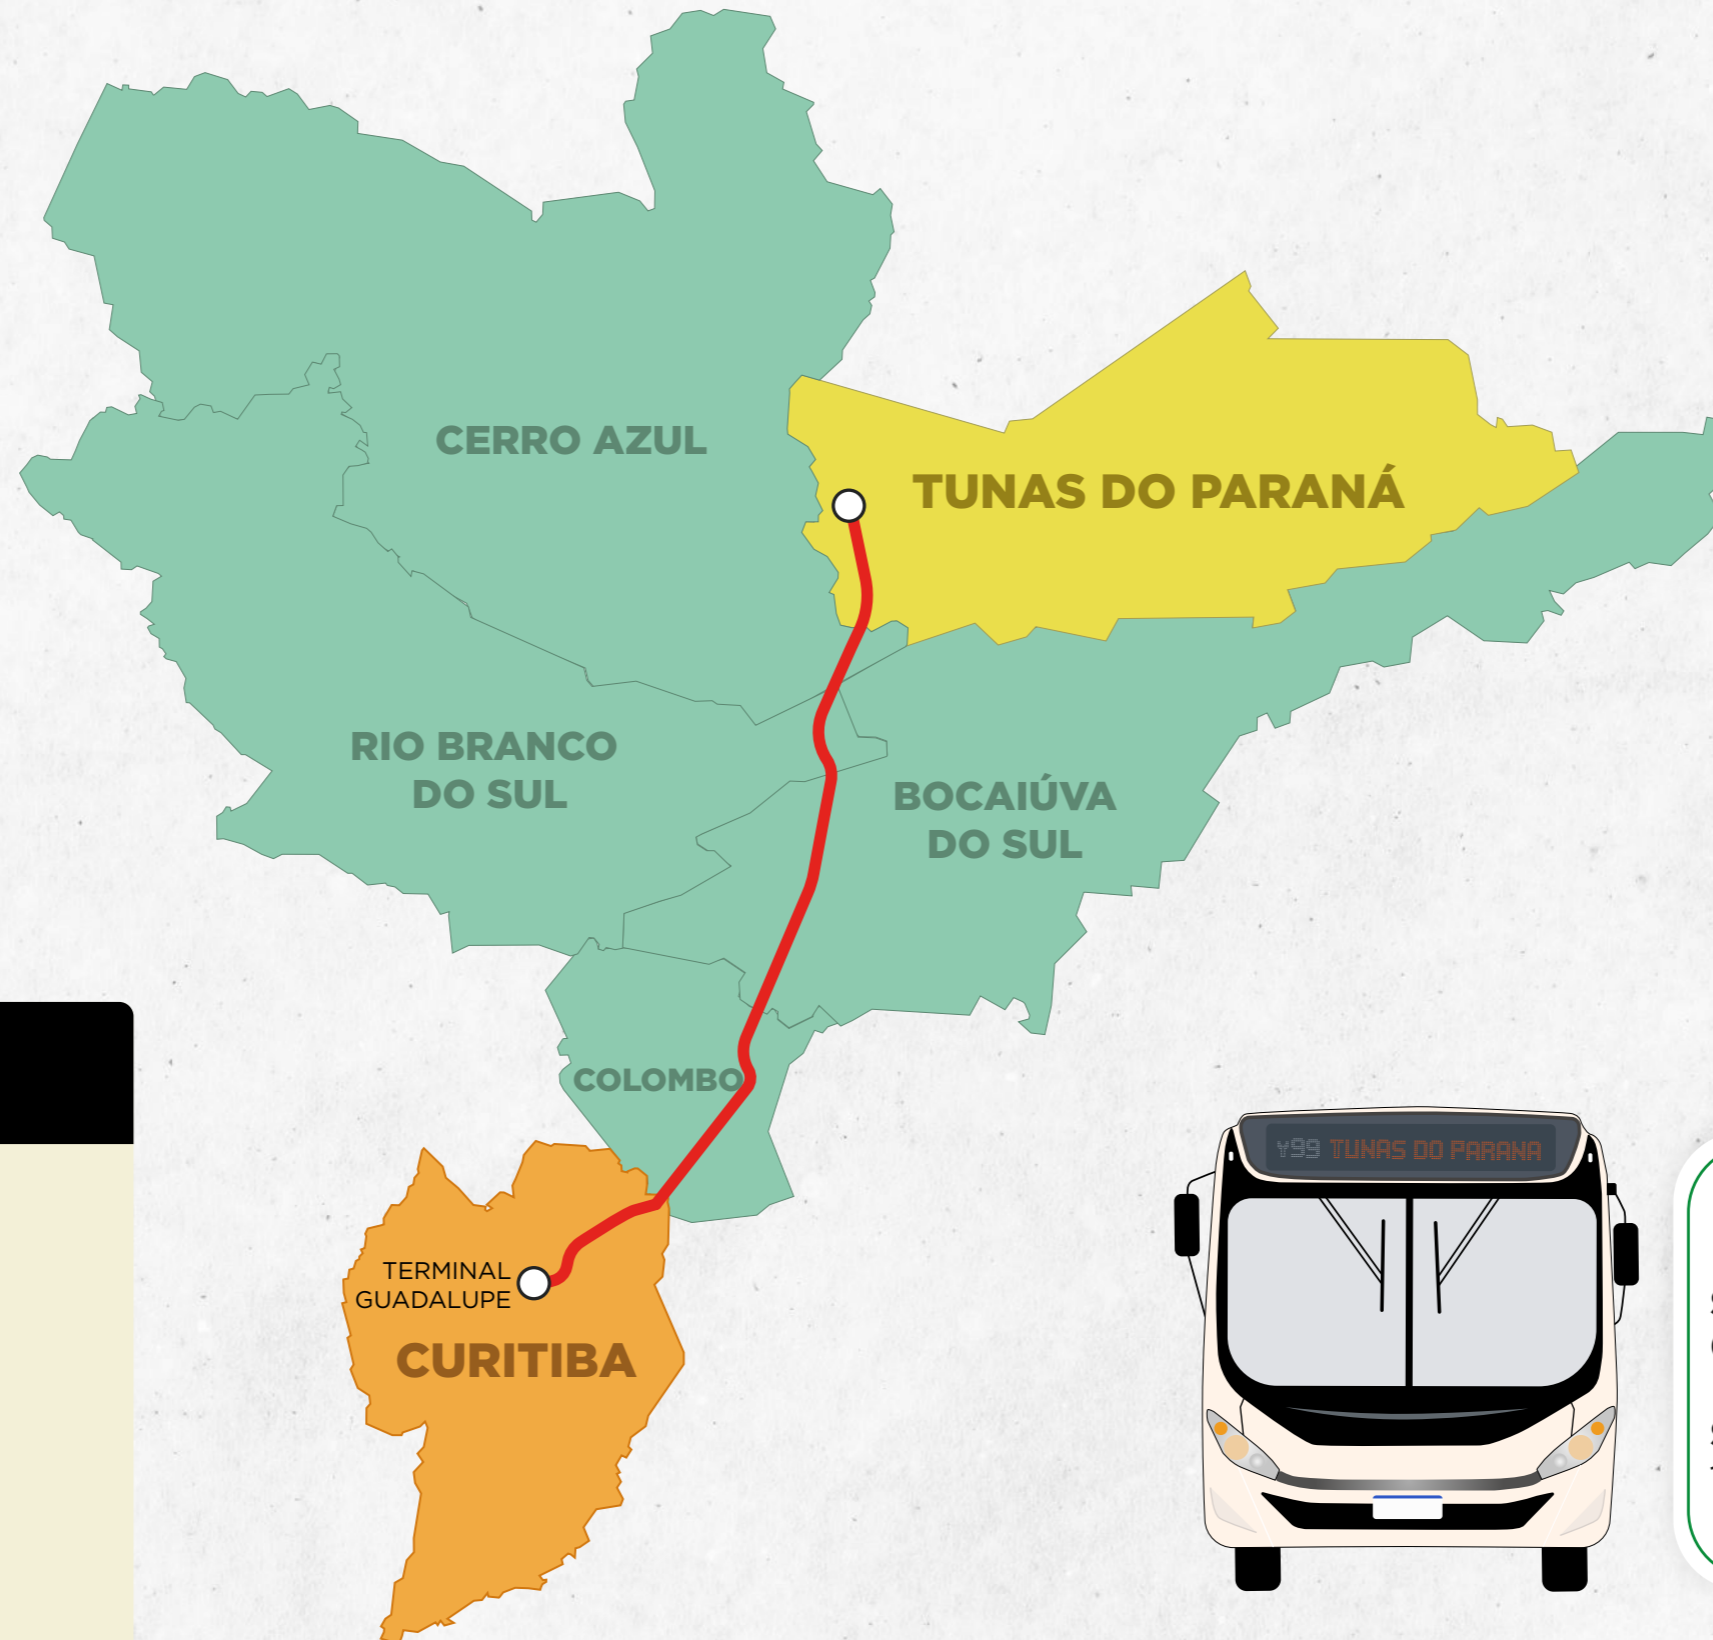 CERRO AZUL
TUNAS DO PARANÁ
RIO BRANCO
DO SUL
BOCAIÚVA
DO SUL
COLOMBO
TERMINAL
GUADALUPE
CURITIBA
Y99 TUNAS DO PARANA